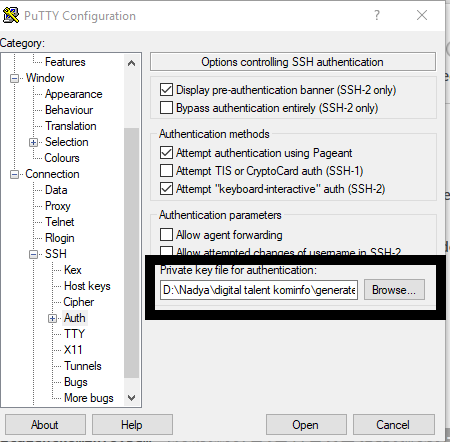 PuTTY Configuration
Category:
Features
Window
Appearance
Behaviour
Translation
Selection
Colours
Connection
Data
Proxy
Telnet
Rlogin
SSH
Kex
Host keys
Cipher
Auth
TTY
X11
Tunnels
Bugs
More bugs
Options controlling SSH authentication
Display pre-authentication banner (SSH-2 only)
Bypass authentication entirely (SSH-2 only)
Authentication methods
Attempt authentication using Pageant
Attempt TIS or CryptoCard auth (SSH-1)
Attempt "keyboard-interactive" auth (SSH-2)
Authentication parameters
Allow agent forwarding
Allow attempted changes of username in SSH-2
Private key file for authentication:
D:\Nadya\digital talent kominfo\generate Browse...
About Help Open Cancel